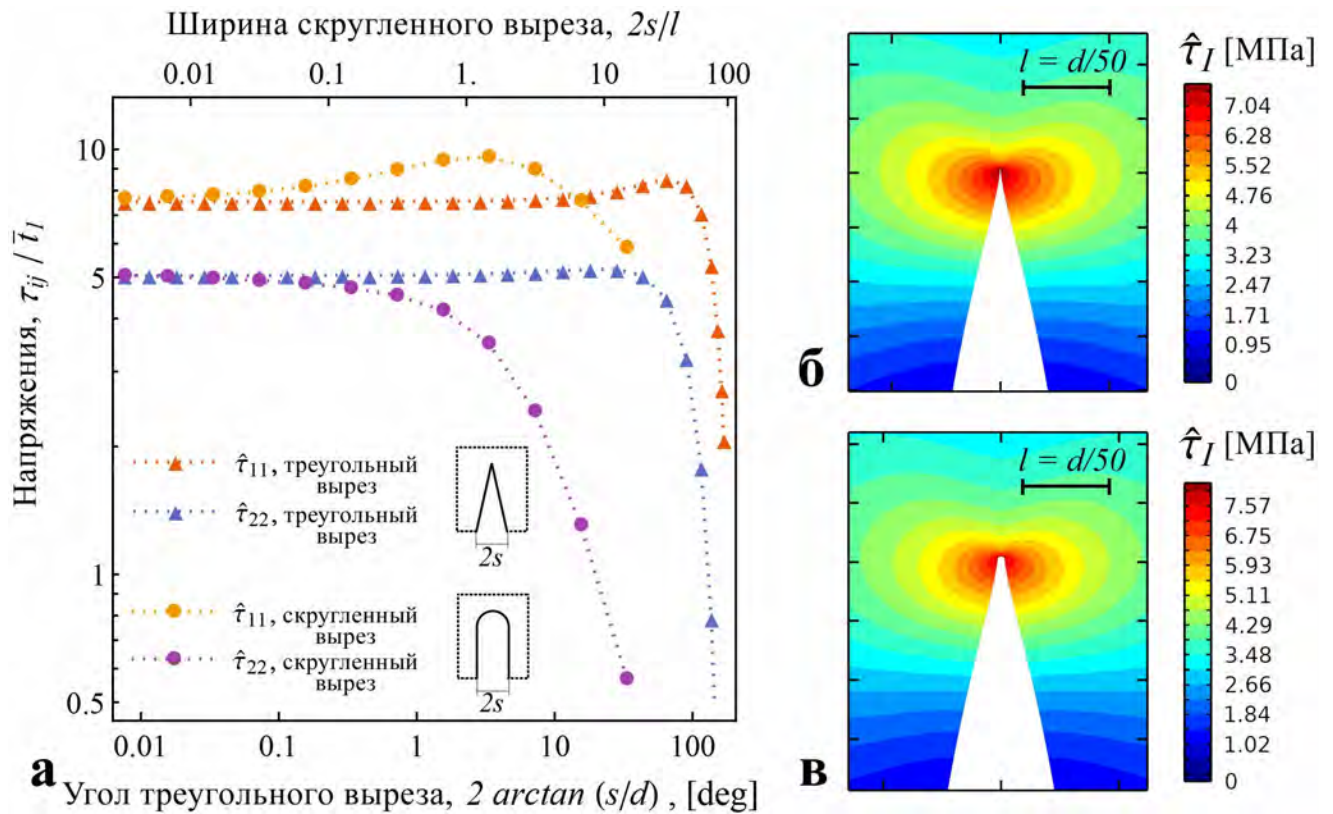 Ширина скругленного выреза, 2s/l
0.01 0.1 1. 10 100
Напряжения, τij / t̄1
10
5
1
0.5
τ̂11, треугольный вырез
τ̂22, треугольный вырез
2s
τ̂11, скругленный вырез
τ̂22, скругленный вырез
2s
0.01 0.1 1 10 100
а
Угол треугольного выреза, 2 arctan (s/d) , [deg]
б
l = d/50
τ̂I [МПа]
7.04
6.28
5.52
4.76
4
3.23
2.47
1.71
0.95
0
в
l = d/50
τ̂I [МПа]
7.57
6.75
5.93
5.11
4.29
3.48
2.66
1.84
1.02
0